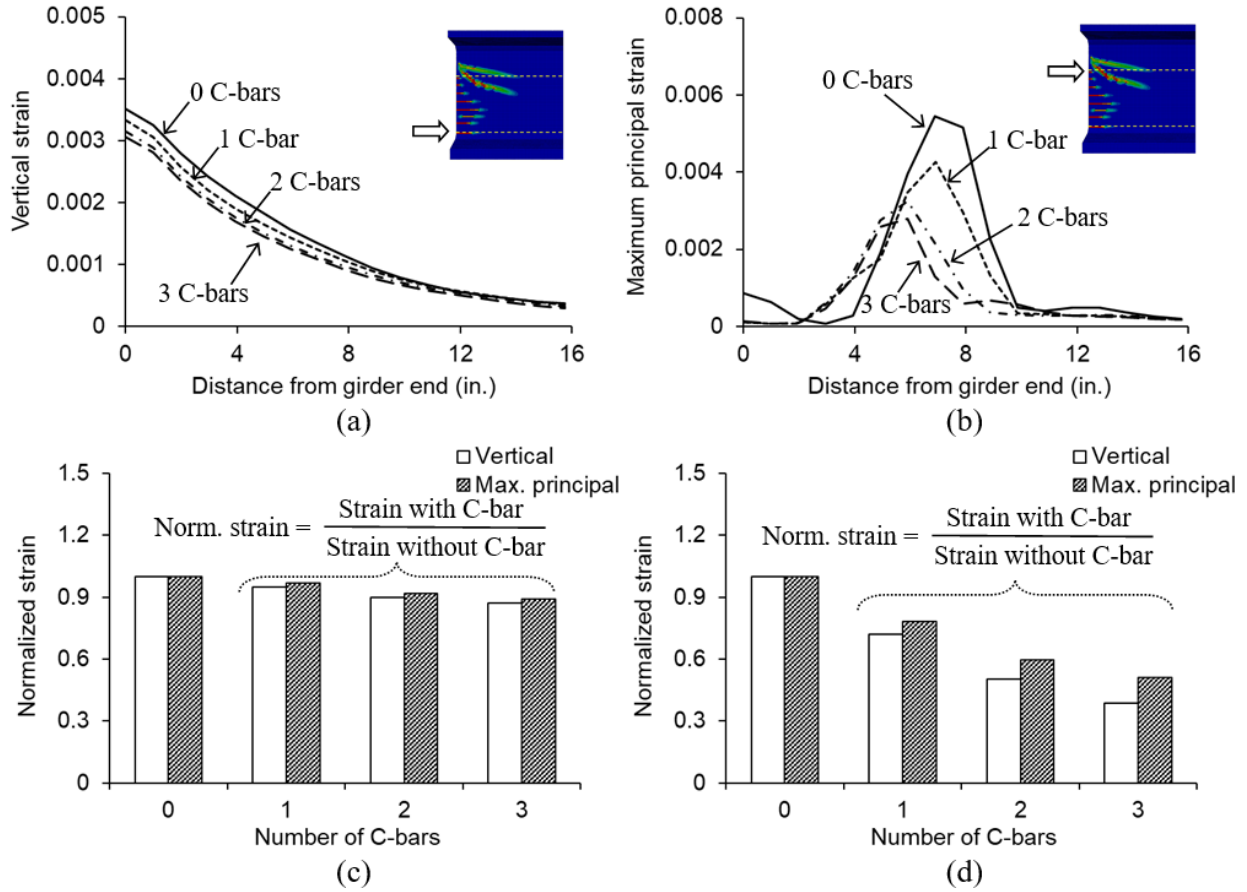 0.005
0.004
0.003
0.002
0.001
0
Vertical strain
0 C-bars
1 C-bar
2 C-bars
3 C-bars
0 4 8 12 16
Distance from girder end (in.)
(a)
0.008
0.006
0.004
0.002
0
Maximum principal strain
0 C-bars
1 C-bar
2 C-bars
3 C-bars
0 4 8 12 16
Distance from girder end (in.)
(b)
Vertical
Max. principal
1.5
1.2
0.9
0.6
0.3
0
Normalized strain
Norm. strain =
Strain with C-bar
Strain without C-bar
0 1 2 3
Number of C-bars
(c)
Vertical
Max. principal
1.5
1.2
0.9
0.6
0.3
0
Normalized strain
Norm. strain =
Strain with C-bar
Strain without C-bar
0 1 2 3
Number of C-bars
(d)